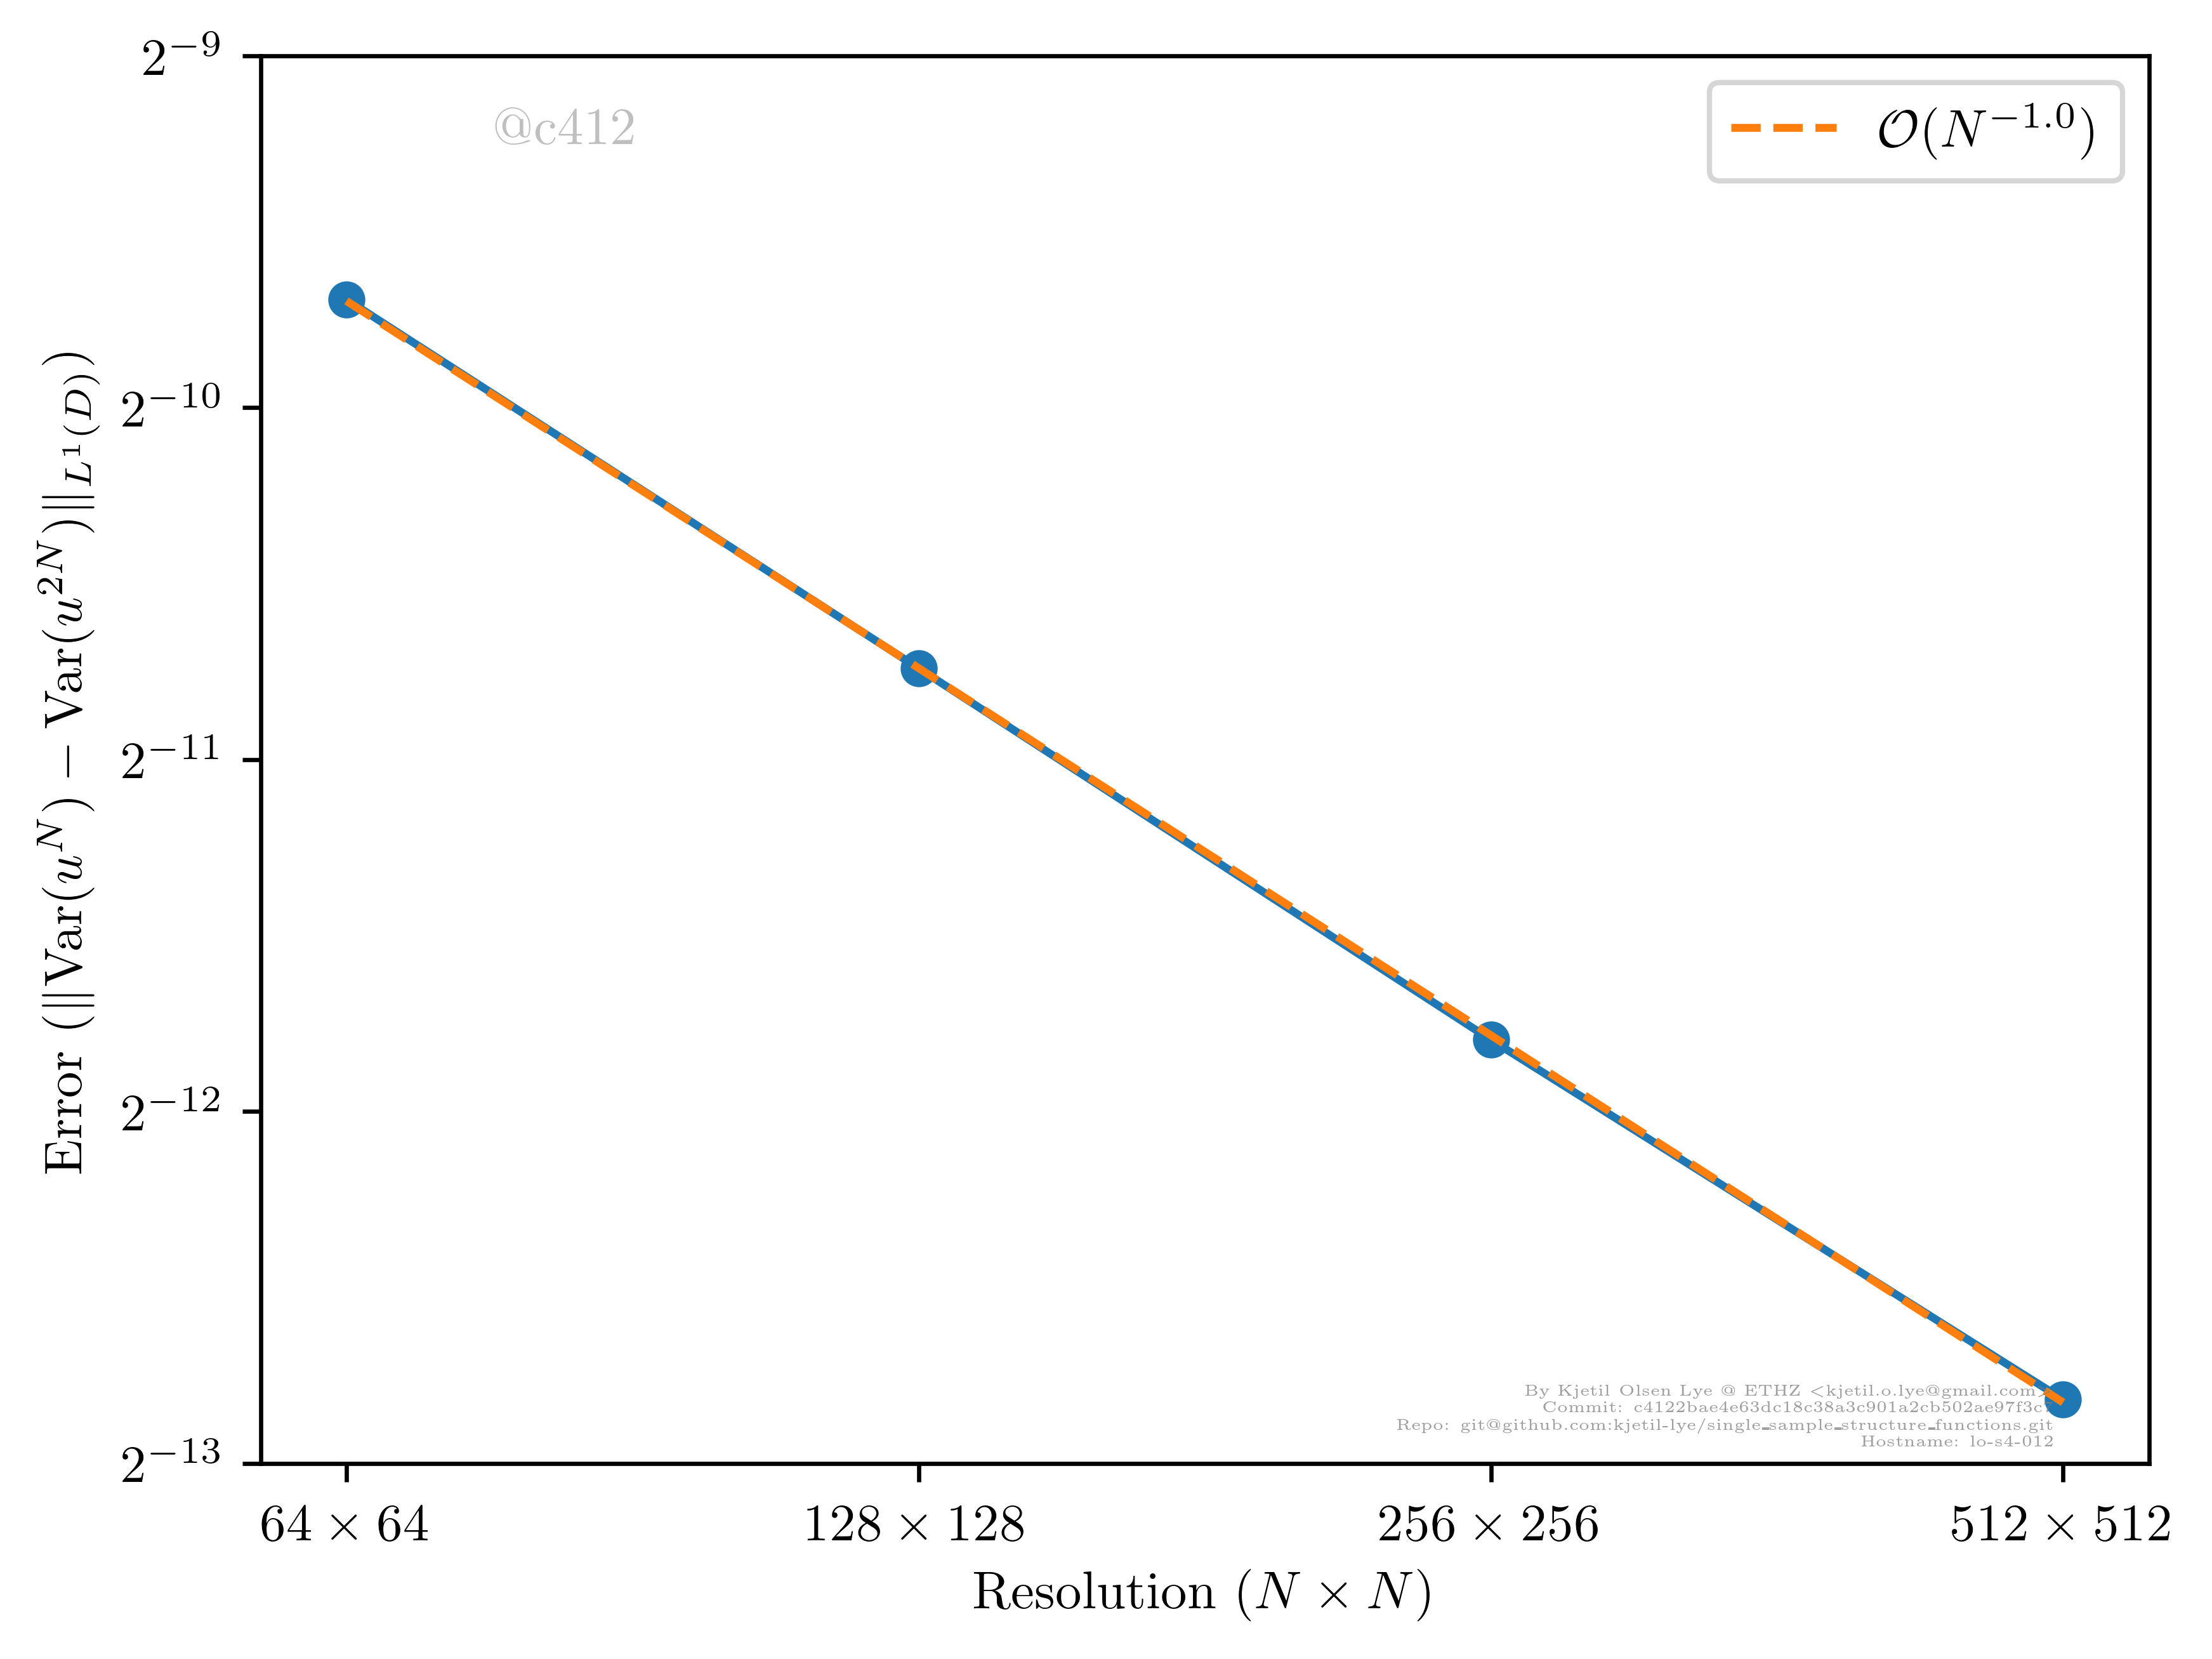 2^{-9}
@c412
O(N^{-1.0})
2^{-10}
2^{-11}
2^{-12}
2^{-13}
Error (||Var(u^N) − Var(u^{2N})||_{L^1(D)})
By Kjetil Olsen Lye @ ETHZ <kjetil.o.lye@gmail.com>
Commit: c4122bae4e63dc18c38a3c901a2cb502ae97f3c
Repo: git@github.com:kjetil-lye/single_sample_structure_functions.git
Hostname: lo-s4-012
64 × 64
128 × 128
256 × 256
512 × 512
Resolution (N × N)